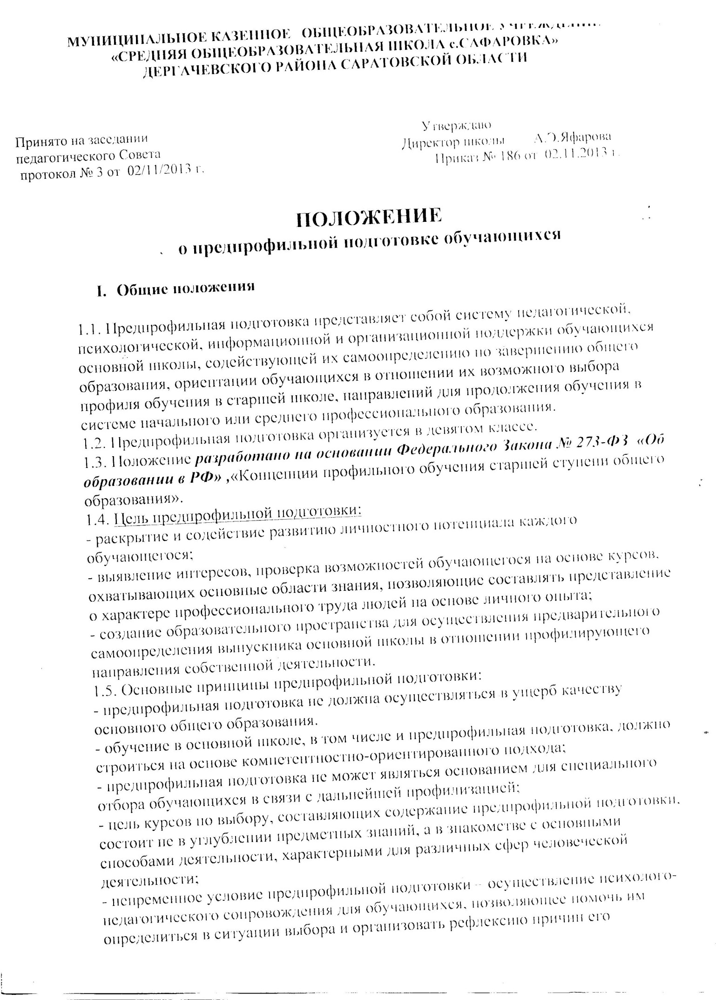 МУНИЦИПАЛЬНОЕ КАЗЕННОЕ ОБЩЕОБРАЗОВАТЕЛЬНОЕ УЧРЕЖДЕНИЕ
«СРЕДНЯЯ ОБЩЕОБРАЗОВАТЕЛЬНАЯ ШКОЛА с.САФАРОВКА»
ДЕРГАЧЕВСКОГО РАЙОНА САРАТОВСКОЙ ОБЛАСТИ
Принято на заседании
педагогического Совета
протокол № 3 от 02/11/2013 г.
Утверждаю
Директор школы А.Э.Яфарова
Приказ № 186 от 02.11.2013 г.
ПОЛОЖЕНИЕ
о предпрофильной подготовке обучающихся
I. Общие положения
1.1. Предпрофильная подготовка представляет собой систему педагогической,
психологической, информационной и организационной поддержки обучающихся
основной школы, содействующей их самоопределению по завершению общего
образования, ориентации обучающихся в отношении их возможного выбора
профиля обучения в старшей школе, направлений для продолжения обучения в
системе начального или среднего профессионального образования.
1.2. Предпрофильная подготовка организуется в девятом классе.
1.3. Положение разработано на основании Федерального Закона № 273-ФЗ «Об
образовании в РФ» ,«Концепции профильного обучения старшей ступени общего
образования».
1.4. Цель предпрофильной подготовки:
- раскрытие и содействие развитию личностного потенциала каждого
обучающегося;
- выявление интересов, проверка возможностей обучающегося на основе курсов,
охватывающих основные области знания, позволяющие составлять представление
о характере профессионального труда людей на основе личного опыта;
- создание образовательного пространства для осуществления предварительного
самоопределения выпускника основной школы в отношении профилирующего
направления собственной деятельности.
1.5. Основные принципы предпрофильной подготовки:
- предпрофильная подготовка не должна осуществляться в ущерб качеству
основного общего образования.
- обучение в основной школе, в том числе и предпрофильная подготовка, должно
строиться на основе компетентностно-ориентированного подхода;
- предпрофильная подготовка не может являться основанием для специального
отбора обучающихся в связи с дальнейшей профилизацией;
- цель курсов по выбору, составляющих содержание предпрофильной подготовки,
состоит не в углублении предметных знаний, а в знакомстве с основными
способами деятельности, характерными для различных сфер человеческой
деятельности;
- непременное условие предпрофильной подготовки – осуществление психолого-
педагогического сопровождения для обучающихся, позволяющее помочь им
определиться в ситуации выбора и организовать рефлексию причин его